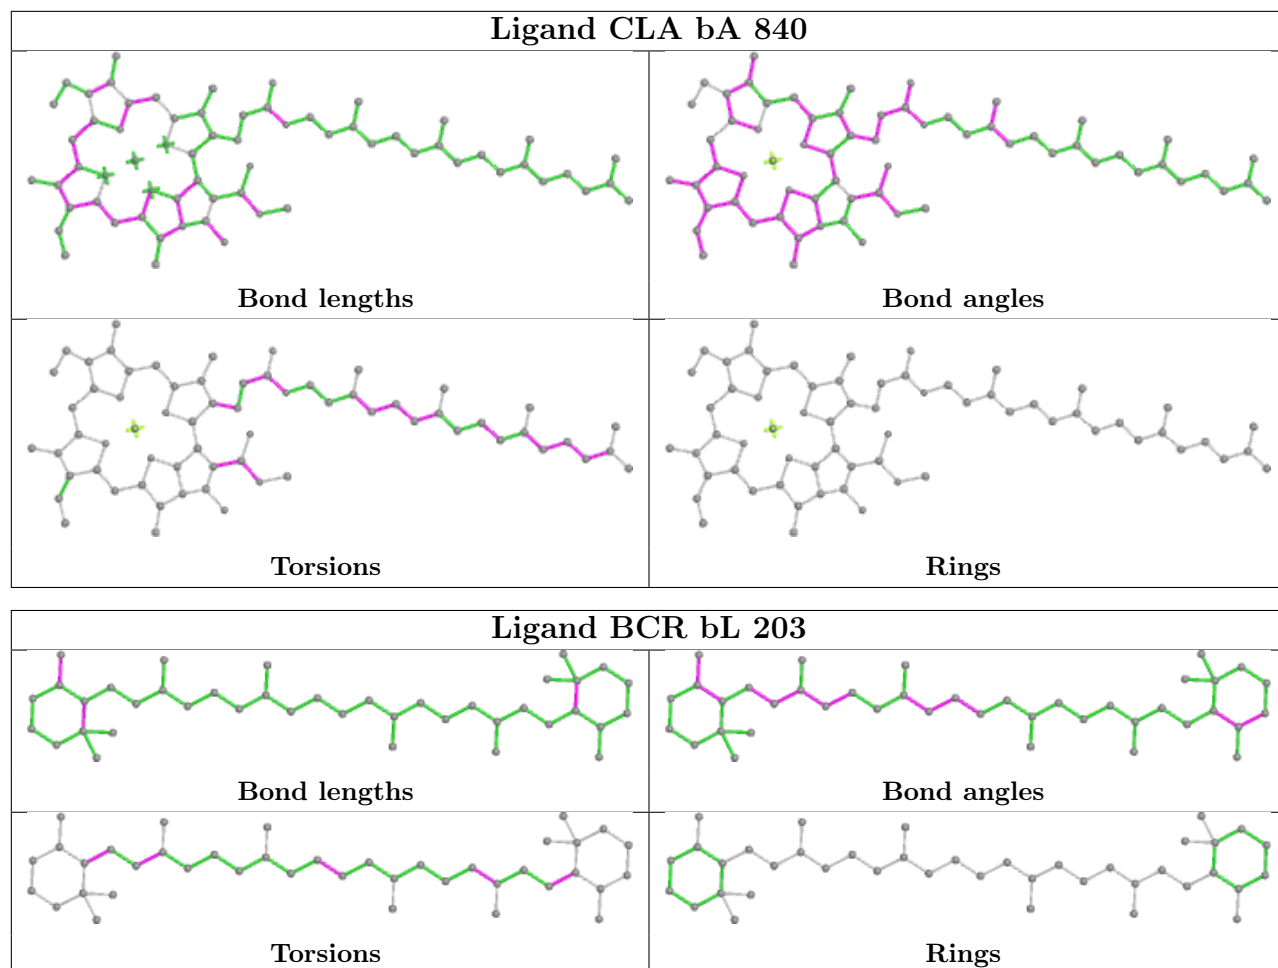 Ligand CLA bA 840
Bond lengths
Bond angles
Torsions
Rings
Ligand BCR bL 203
Bond lengths
Bond angles
Torsions
Rings